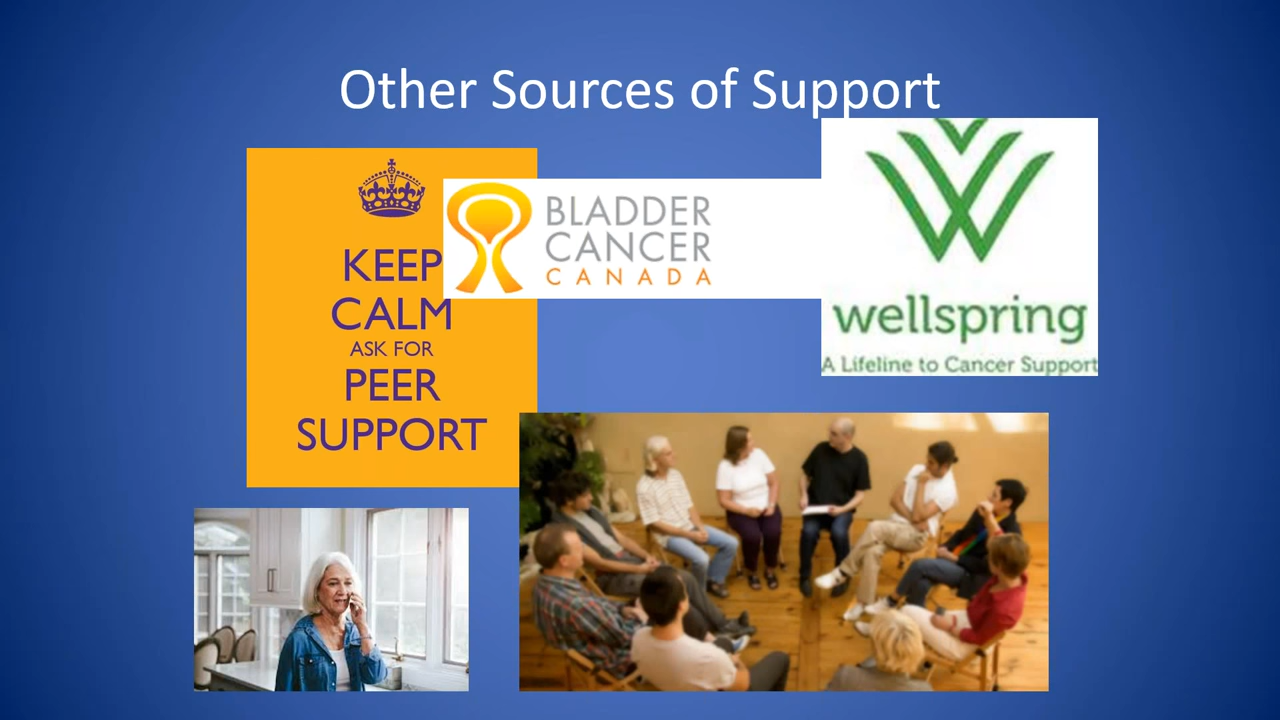 Other Sources of Support
KEEP
CALM
ASK FOR
PEER
SUPPORT
BLADDER
CANCER
CANADA
wellspring
A Lifeline to Cancer Support